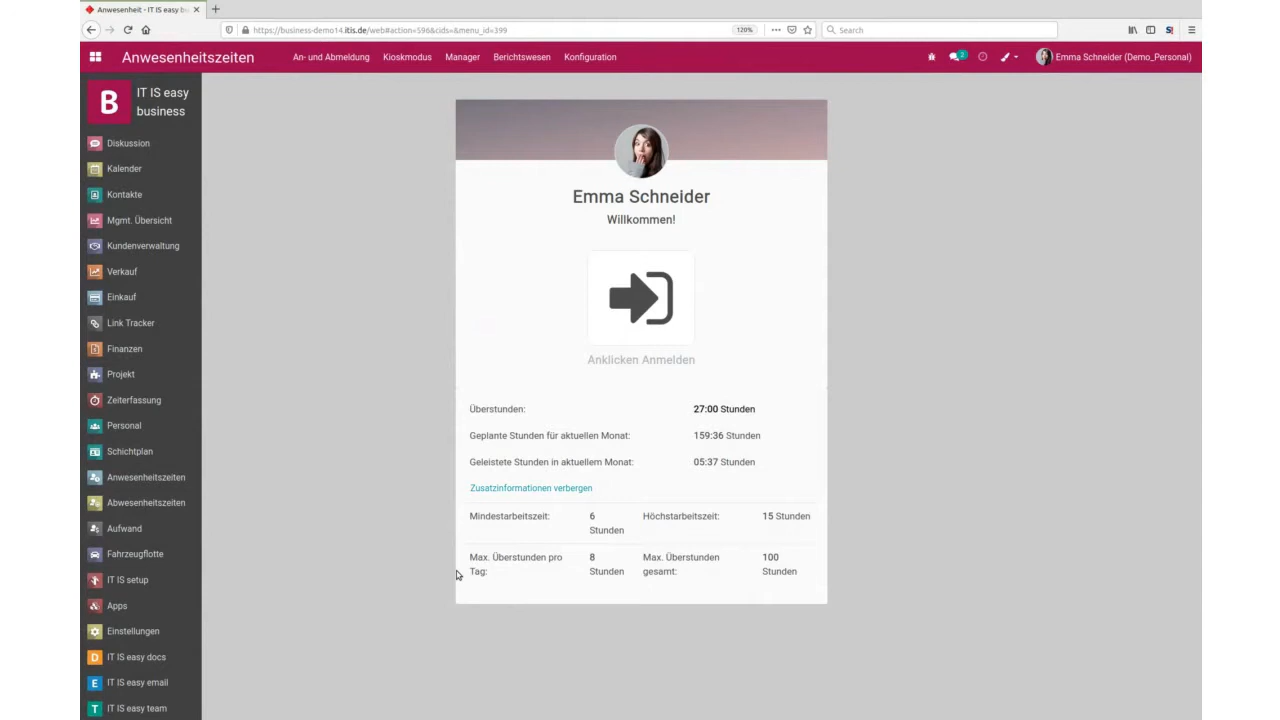 Anwesenheit - IT IS easy bu
https://business-demo14.itis.de/web#action=596&cids=&menu_id=399
120%
Search
Anwesenheitszeiten
An- und Abmeldung
Kioskmodus
Manager
Berichtswesen
Konfiguration
2
Emma Schneider (Demo_Personal)
B
IT IS easy
business
Diskussion
Kalender
Kontakte
Mgmt. Übersicht
Kundenverwaltung
Verkauf
Einkauf
Link Tracker
Finanzen
Projekt
Zeiterfassung
Personal
Schichtplan
Anwesenheitszeiten
Abwesenheitszeiten
Aufwand
Fahrzeugflotte
IT IS setup
Apps
Einstellungen
D IT IS easy docs
E IT IS easy email
T IT IS easy team
Emma Schneider
Willkommen!
Anklicken Anmelden
Überstunden: 27:00 Stunden
Geplante Stunden für aktuellen Monat: 159:36 Stunden
Geleistete Stunden in aktuellem Monat: 05:37 Stunden
Zusatzinformationen verbergen
Mindestarbeitszeit: 6 Höchstarbeitszeit: 15 Stunden
Stunden
Max. Überstunden pro 8 Max. Überstunden 100
Tag: Stunden gesamt: Stunden